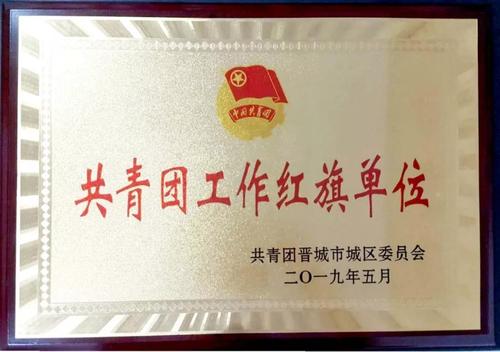 中国共青团
共青团工作红旗单位
共青团晋城市城区委员会
二〇一九年五月